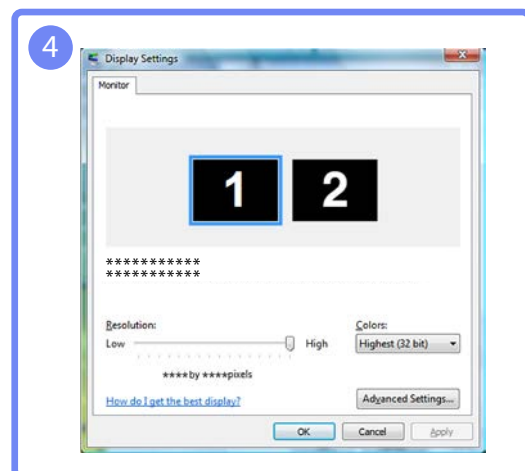 4
Display Settings
Monitor
1 2
***********
***********
Resolution: Colors:
Low High Highest (32 bit)
**** by ****pixels
How do I get the best display? Advanced Settings...
OK Cancel Apply